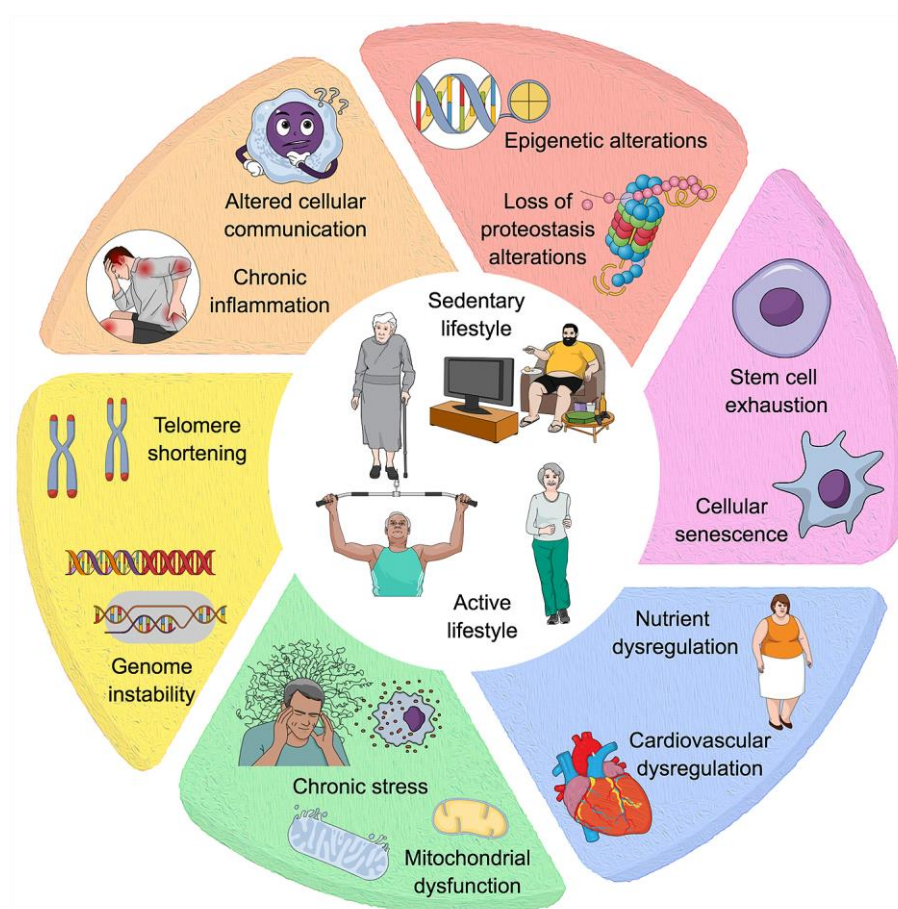 ???
Altered cellular
communication
Chronic
inflammation
Epigenetic alterations
Loss of
proteostasis
alterations
Stem cell
exhaustion
Cellular
senescence
Nutrient
dysregulation
Cardiovascular
dysregulation
Chronic stress
Mitochondrial
dysfunction
Telomere
shortening
Genome
instability
Sedentary
lifestyle
Active
lifestyle